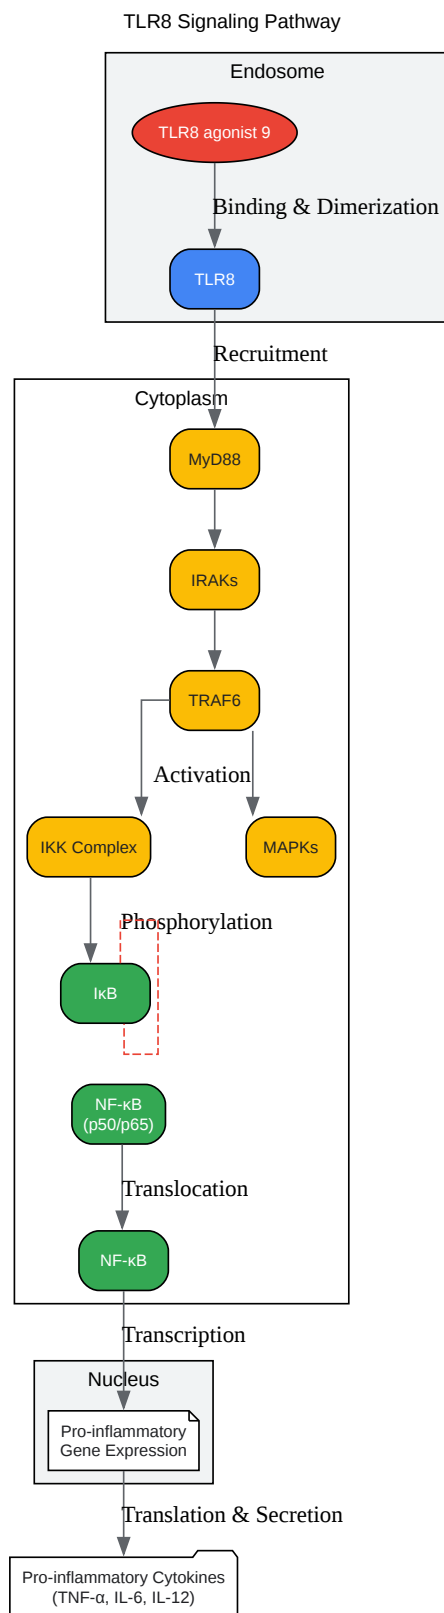 TLR8 Signaling Pathway
Endosome
TLR8 agonist 9
Binding & Dimerization
TLR8
Recruitment
Cytoplasm
MyD88
IRAKs
TRAF6
Activation
IKK Complex
MAPKs
Phosphorylation
IκB
NF-κB
(p50/p65)
Translocation
NF-κB
Transcription
Nucleus
Pro-inflammatory
Gene Expression
Translation & Secretion
Pro-inflammatory Cytokines
(TNF-α, IL-6, IL-12)